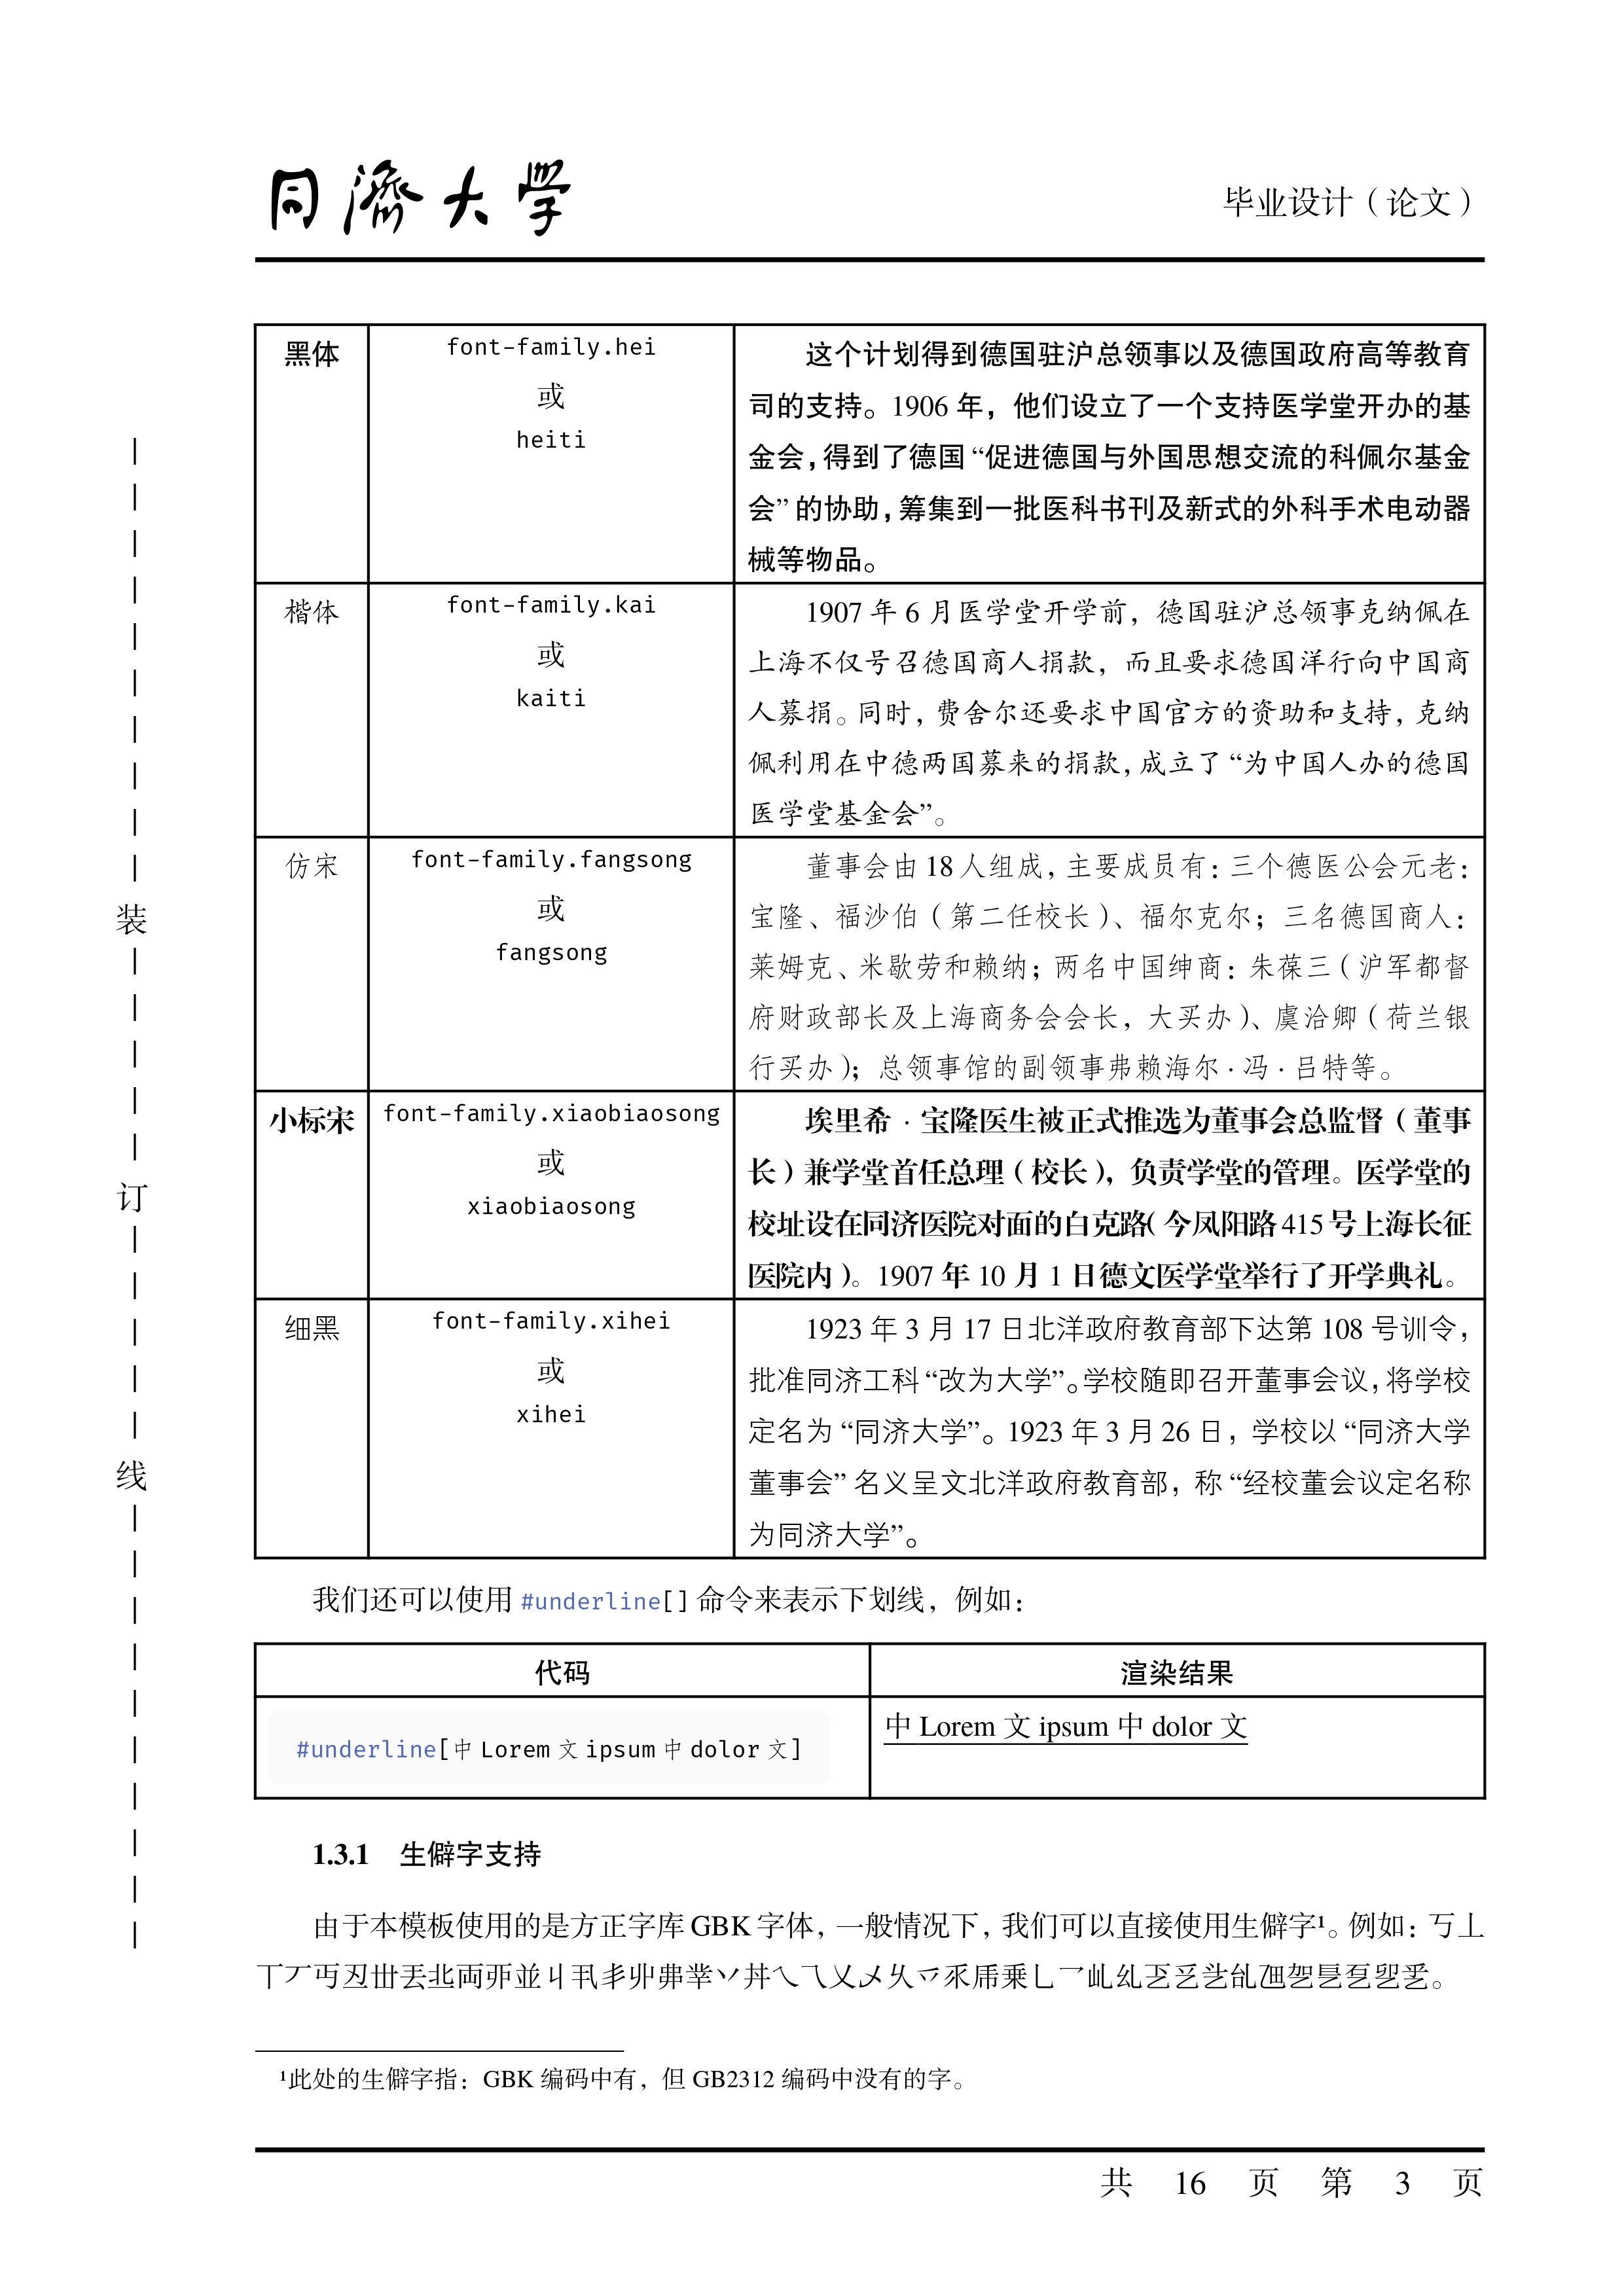 同濟大学
毕业设计（论文）
黑体
font-family.hei
或
heiti
这个计划得到德国驻沪总领事以及德国政府高等教育
司的支持。1906 年，他们设立了一个支持医学堂开办的基
金会，得到了德国“促进德国与外国思想交流的科佩尔基金
会”的协助，筹集到一批医科书刊及新式的外科手术电动器
械等物品。
楷体
font-family.kai
或
kaiti
1907 年 6 月医学堂开学前，德国驻沪总领事克纳佩在
上海不仅号召德国商人捐款，而且要求德国洋行向中国商
人募捐。同时，费舍尔还要求中国官方的资助和支持，克纳
佩利用在中德两国募来的捐款，成立了“为中国人办的德国
医学堂基金会”。
仿宋
font-family.fangsong
或
fangsong
董事会由 18 人组成，主要成员有：三个德医公会元老：
宝隆、福沙伯（第二任校长）、福尔克尔；三名德国商人：
莱姆克、米歇劳和赖纳；两名中国绅商：朱葆三（沪军都督
府财政部长及上海商务会会长，大买办）、虞洽卿（荷兰银
行买办）；总领事馆的副领事弗赖海尔·冯·吕特等。
小标宋
font-family.xiaobiaosong
或
xiaobiaosong
埃里希·宝隆医生被正式推选为董事会总监督（董事
长）兼学堂首任总理（校长），负责学堂的管理。医学堂的
校址设在同济医院对面的白克路（今凤阳路 415 号上海长征
医院内）。1907 年 10 月 1 日德文医学堂举行了开学典礼。
细黑
font-family.xihei
或
xihei
1923 年 3 月 17 日北洋政府教育部下达第 108 号训令，
批准同济工科“改为大学”。学校随即召开董事会议，将学校
定名为“同济大学”。1923 年 3 月 26 日，学校以“同济大学
董事会”名义呈文北洋政府教育部，称“经校董会议定名称
为同济大学”。
我们还可以使用 #underline[] 命令来表示下划线，例如：
代码
渲染结果
#underline[中 Lorem 文 ipsum 中 dolor 文]
中 Lorem 文 ipsum 中 dolor 文
1.3.1 生僻字支持
由于本模板使用的是方正字库 GBK 字体，一般情况下，我们可以直接使用生僻字¹。例如：丂丄
丅丆丏丒丗丟丠両丣並丩丮丯丱丳丵丷丼乀乁乂乄乆乊乑乕乗乚乛乢乣乤乥乧乨乪乫乬乭乮乯。
¹此处的生僻字指：GBK 编码中有，但 GB2312 编码中没有的字。
共 16 页 第 3 页
装
订
线